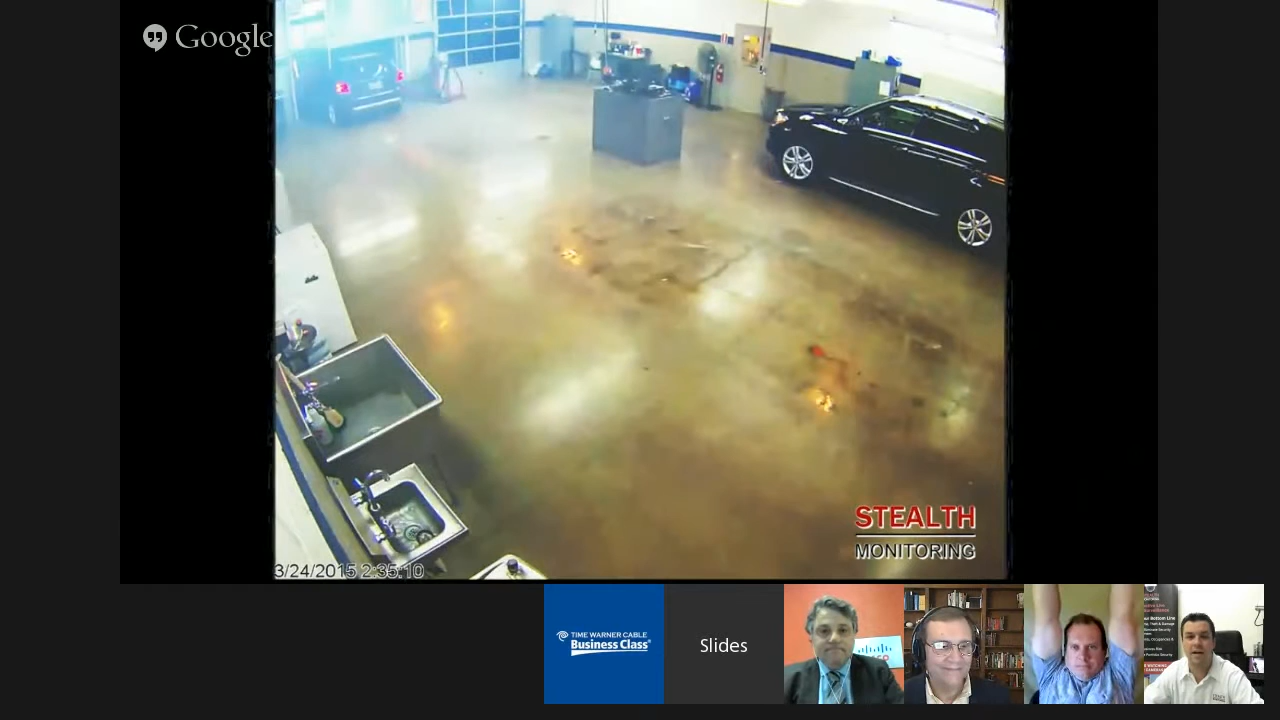 Google
STEALTH
MONITORING
3/24/2015 2:35:10
TIME WARNER CABLE
Business Class
Slides